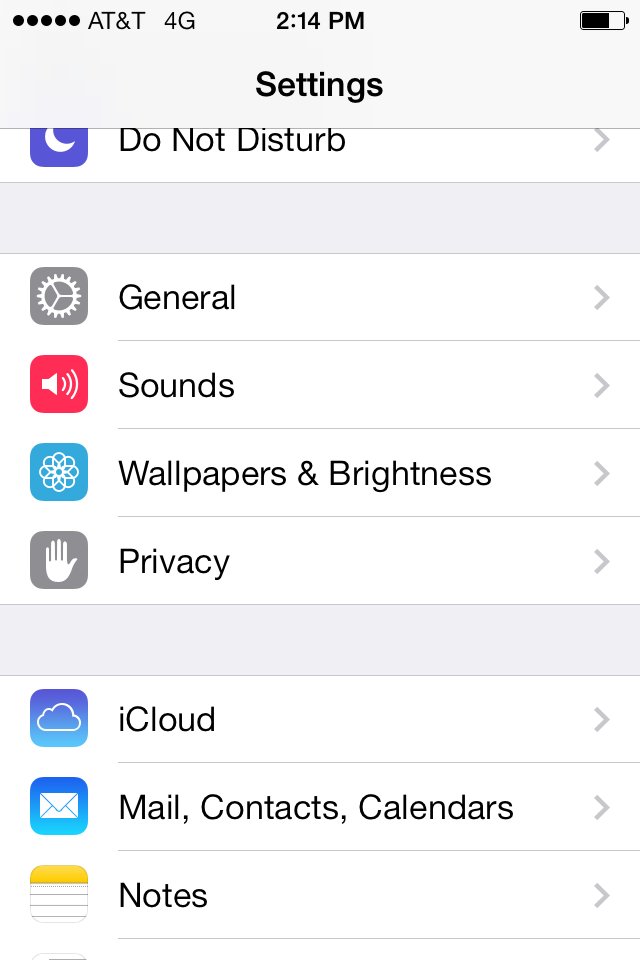 AT&T 4G 2:14 PM
Settings
Do Not Disturb
General
Sounds
Wallpapers & Brightness
Privacy
iCloud
Mail, Contacts, Calendars
Notes